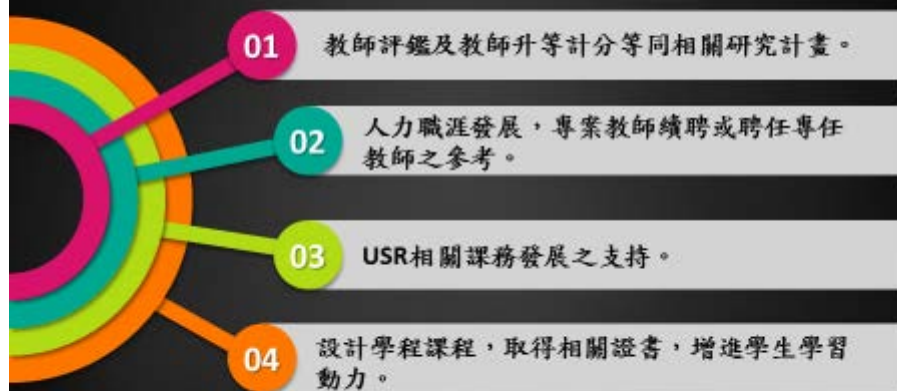 01
教師評鑑及教師升等計分等同相關研究計畫。
02
人力職涯發展，專案教師續聘或聘任專任
教師之參考。
03
USR相關課務發展之支持。
04
設計學程課程，取得相關證書，增進學生學習
動力。